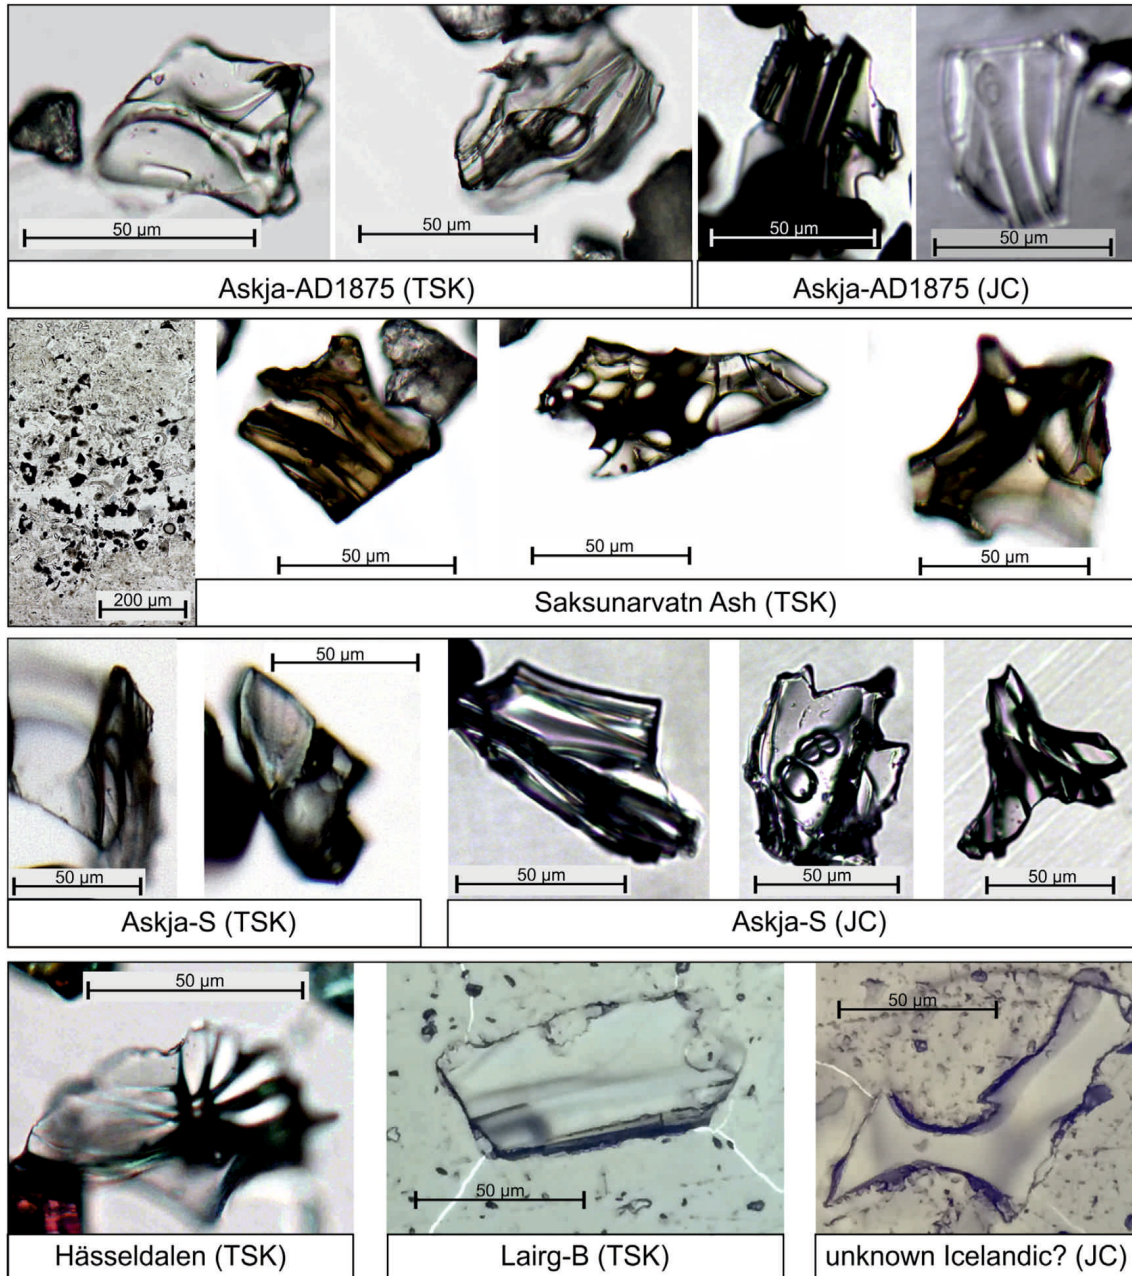 50 µm
50 µm
50 µm
50 µm
Askja-AD1875 (TSK)
Askja-AD1875 (JC)
200 µm
50 µm
50 µm
50 µm
Saksunarvatn Ash (TSK)
50 µm
50 µm
50 µm
50 µm
50 µm
Askja-S (TSK)
Askja-S (JC)
50 µm
50 µm
50 µm
Hässeldalen (TSK)
Lairg-B (TSK)
unknown Icelandic? (JC)